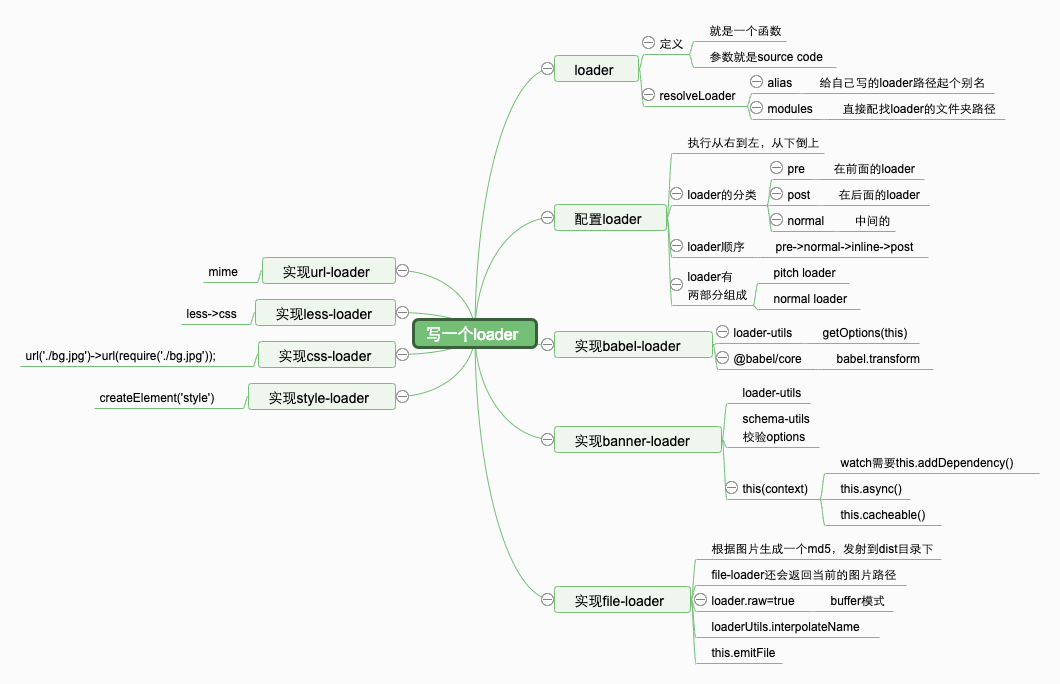 写一个loader
loader
定义
就是一个函数
参数就是source code
resolveLoader
alias
给自己写的loader路径起个别名
modules
直接配找loader的文件夹路径
配置loader
执行从右到左，从下倒上
loader的分类
pre
在前面的loader
post
在后面的loader
normal
中间的
loader顺序
pre->normal->inline->post
loader有
两部分组成
pitch loader
normal loader
实现babel-loader
loader-utils
getOptions(this)
@babel/core
babel.transform
实现banner-loader
loader-utils
schema-utils
校验options
this(context)
watch需要this.addDependency()
this.async()
this.cacheable()
实现file-loader
根据图片生成一个md5，发射到dist目录下
file-loader还会返回当前的图片路径
loader.raw=true
buffer模式
loaderUtils.interpolateName
this.emitFile
实现url-loader
mime
实现less-loader
less->css
实现css-loader
url('./bg.jpg')->url(require('./bg.jpg'));
实现style-loader
createElement('style')